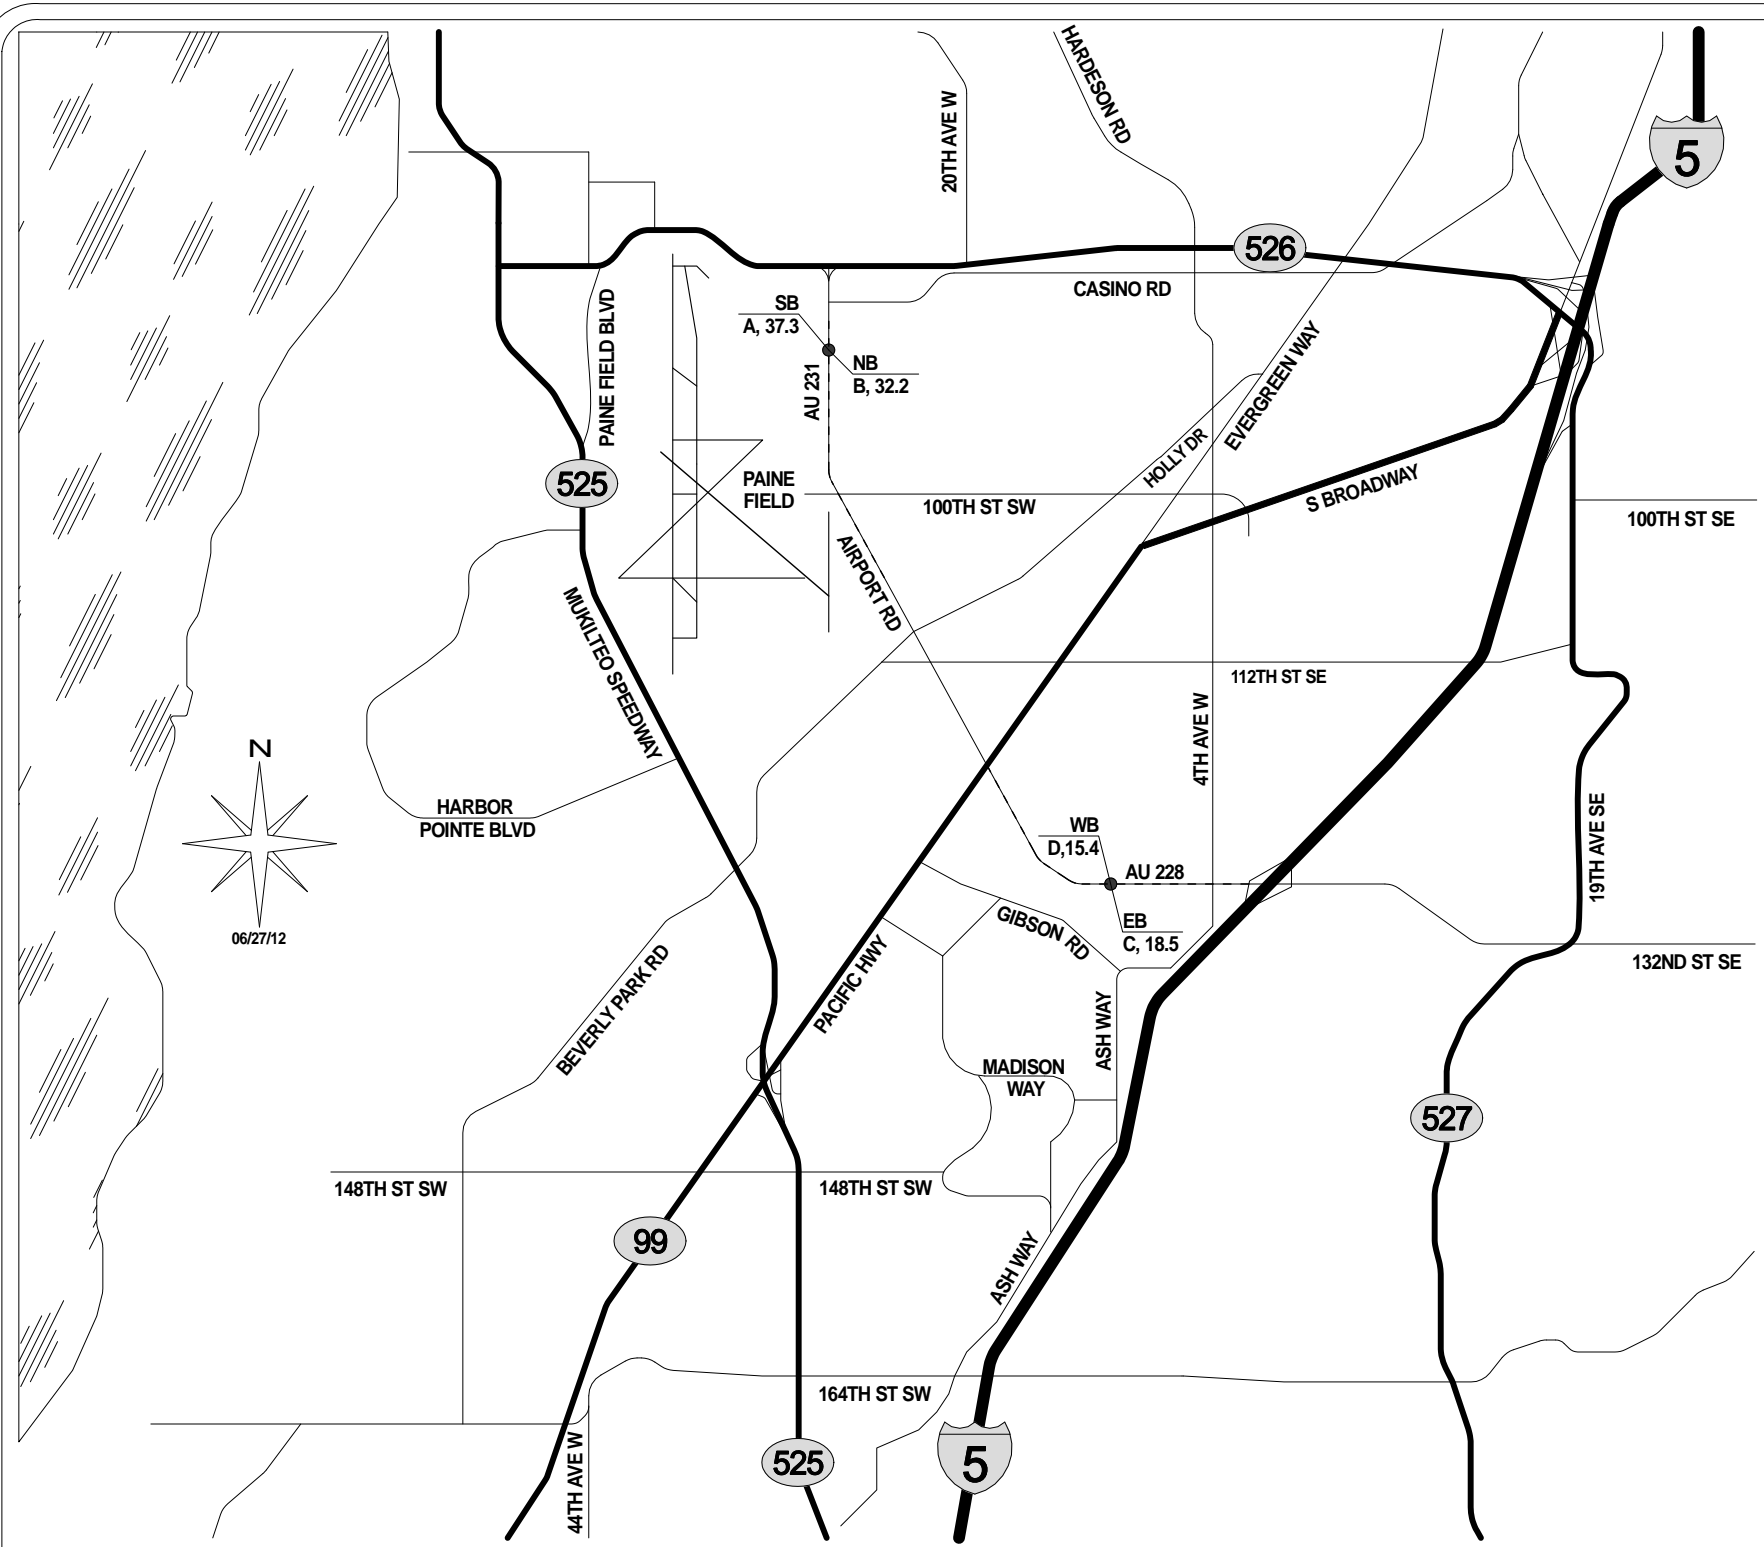 HARDESON RD
20TH AVE W
5
526
CASINO RD
SB
A, 37.3
NB
B, 32.2
AU 231
PAINE FIELD BLVD
EVERGREEN WAY
HOLLY DR
525
PAINE
FIELD
100TH ST SW
S BROADWAY
100TH ST SE
AIRPORT RD
MUKILTEO SPEEDWAY
112TH ST SE
4TH AVE W
N
06/27/12
HARBOR
POINTE BLVD
WB
D,15.4
AU 228
EB
C, 18.5
19TH AVE SE
GIBSON RD
132ND ST SE
PACIFIC HWY
BEVERLY PARK RD
ASH WAY
MADISON
WAY
527
148TH ST SW
148TH ST SW
99
ASH WAY
164TH ST SW
44TH AVE W
525
5